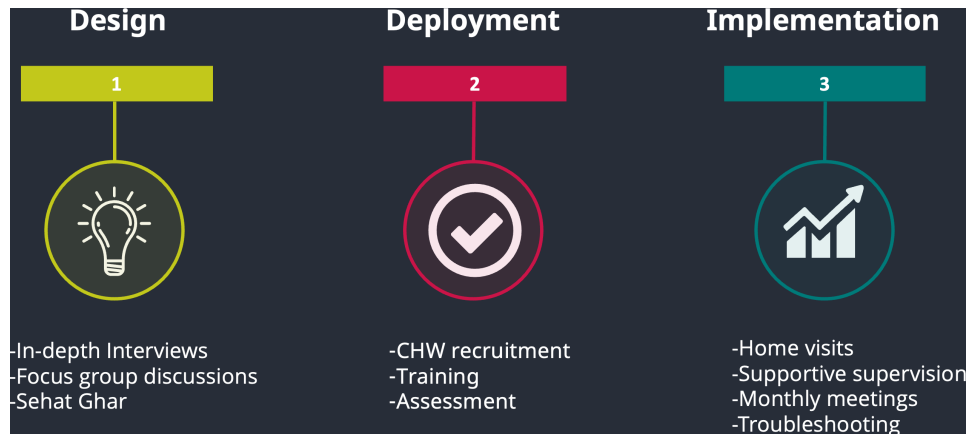 Design
Deployment
Implementation
1
2
3
-In-depth Interviews
-Focus group discussions
-Sehat Ghar
-CHW recruitment
-Training
-Assessment
-Home visits
-Supportive supervision
-Monthly meetings
-Troubleshooting